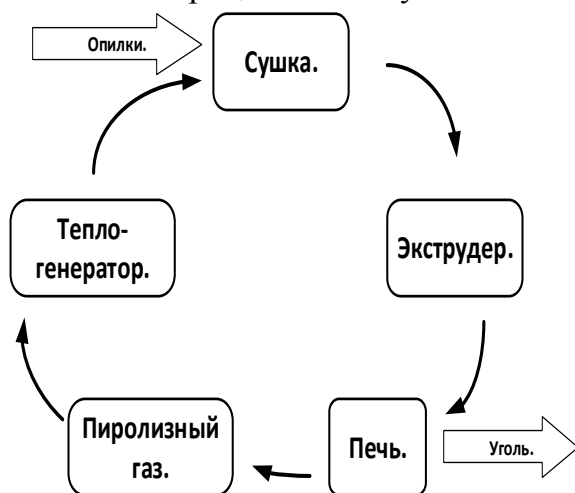 Опилки.
Сушка.
Тепло-
генератор.
Экструдер.
Пиролизный
газ.
Печь.
Уголь.